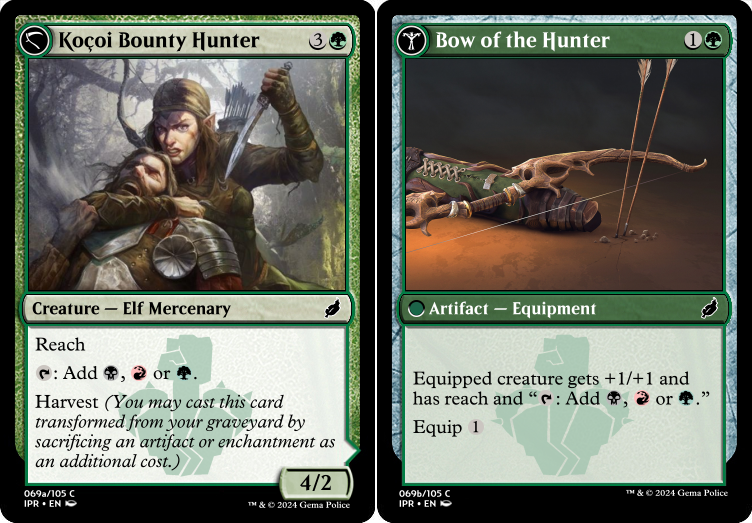 Koçoi Bounty Hunter 3
Creature — Elf Mercenary
Reach
: Add , or .
Harvest (You may cast this card
transformed from your graveyard by
sacrificing an artifact or enchantment as
an additional cost.)
4/2
069a/105 C
IPR • EN
™ & © 2024 Gema Police
Bow of the Hunter 1
Artifact — Equipment
Equipped creature gets +1/+1 and
has reach and “ : Add , or .”
Equip 1
069b/105 C
IPR • EN
™ & © 2024 Gema Police